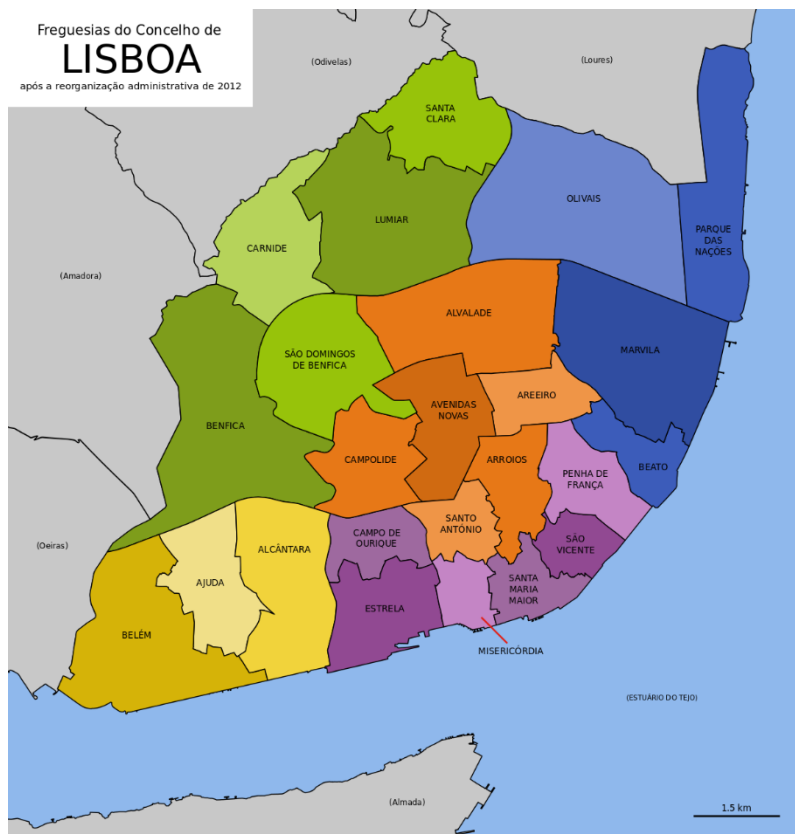 Freguesias do Concelho de
LISBOA
após a reorganização administrativa de 2012
(Odivelas)
(Loures)
SANTA
CLARA
OLIVAIS
LUMIAR
PARQUE
DAS
NAÇÕES
CARNIDE
(Amadora)
ALVALADE
MARVILA
SÃO DOMINGOS
DE BENFICA
AREEIRO
AVENIDAS
NOVAS
BENFICA
CAMPOLIDE
ARROIOS
BEATO
PENHA DE
FRANÇA
SANTO
ANTÓNIO
CAMPO DE
OURIQUE
SÃO
VICENTE
(Oeiras)
ALCÂNTARA
AJUDA
SANTA
MARIA
MAIOR
ESTRELA
BELÉM
MISERICÓRDIA
(ESTUÁRIO DO TEJO)
(Almada)
1.5 km